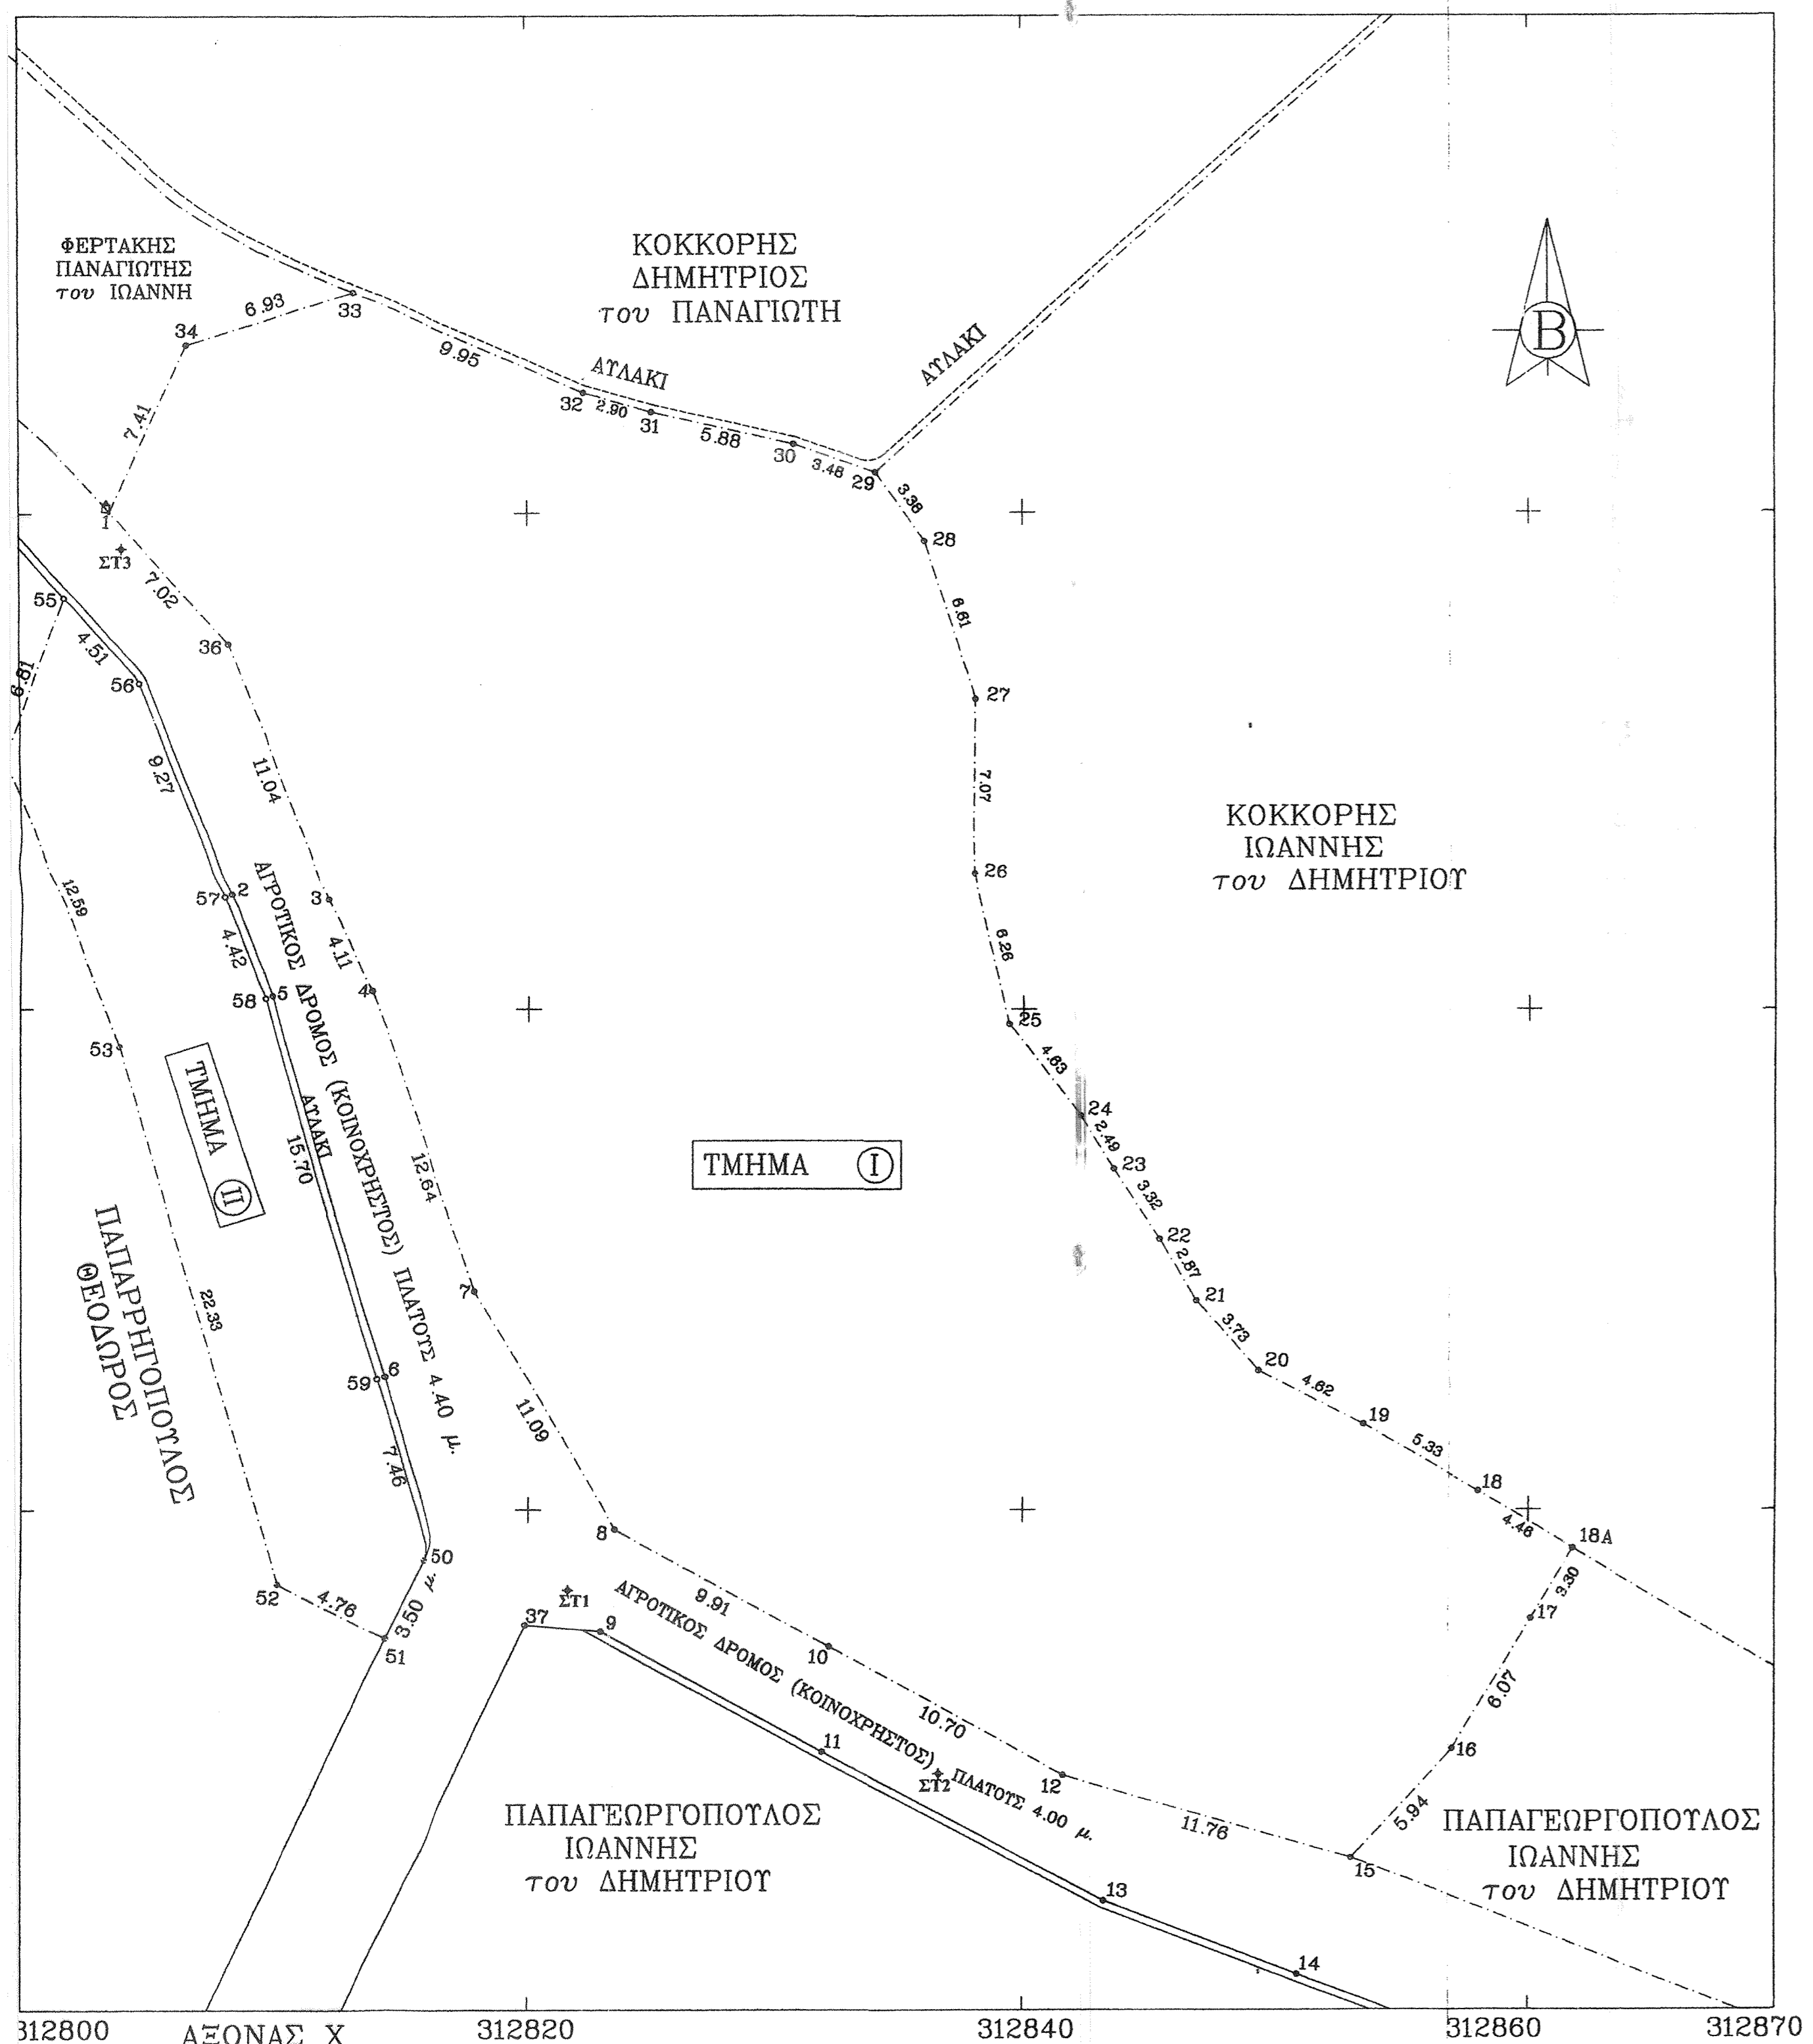 ΦΕΡΤΑΚΗΣ
ΠΑΝΑΓΙΩΤΗΣ
του ΙΩΑΝΝΗ
ΚΟΚΚΟΡΗΣ
ΔΗΜΗΤΡΙΟΣ
του ΠΑΝΑΓΙΩΤΗ
Β
34
6.93
33
9.95
ΑΥΛΑΚΙ
ΑΥΛΑΚΙ
32
2.90
31
5.88
30
3.48
29
3.38
28
7.41
1
ΣΤ3
7.02
55
4.51
36
6.81
56
6.61
27
9.27
11.04
7.07
ΚΟΚΚΟΡΗΣ
ΙΩΑΝΝΗΣ
του ΔΗΜΗΤΡΙΟΥ
26
12.59
57
2
3
4.42
4.11
6.26
58
5
4
25
53
4.63
ΤΜΗΜΑ II
ΑΥΛΑΚΙ
15.70
ΑΓΡΟΤΙΚΟΣ ΔΡΟΜΟΣ (ΚΟΙΝΟΧΡΗΣΤΟΣ) ΠΛΑΤΟΥΣ 4.40 μ.
12.64
ΤΜΗΜΑ I
24
2.49
23
3.32
22
2.87
21
3.73
20
4.62
19
5.33
18
4.46
18Α
3.30
17
ΠΑΠΑΡΡΗΓΟΠΟΥΛΟΣ
ΘΕΟΔΩΡΟΣ
22.33
7
59
6
11.09
7.46
8
50
52
4.76
3.50 μ.
51
ΣΤ1
37
9
9.91
10
ΑΓΡΟΤΙΚΟΣ ΔΡΟΜΟΣ (ΚΟΙΝΟΧΡΗΣΤΟΣ) ΠΛΑΤΟΥΣ 4.00 μ.
10.70
6.07
11
ΣΤ2
12
16
11.76
5.94
15
ΠΑΠΑΓΕΩΡΓΟΠΟΥΛΟΣ
ΙΩΑΝΝΗΣ
του ΔΗΜΗΤΡΙΟΥ
ΠΑΠΑΓΕΩΡΓΟΠΟΥΛΟΣ
ΙΩΑΝΝΗΣ
του ΔΗΜΗΤΡΙΟΥ
13
14
312800
ΑΞΟΝΑΣ Χ
312820
312840
312860
312870